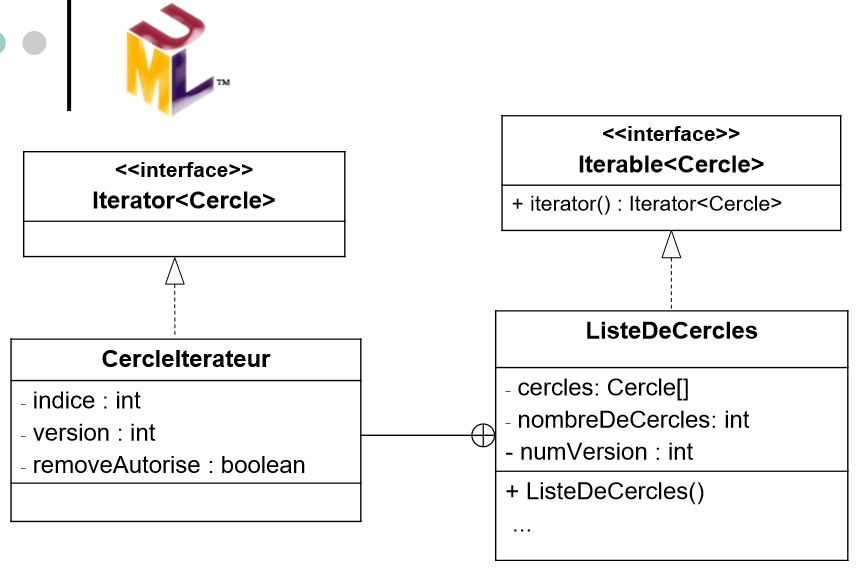 UML™
<<interface>>
Iterator<Cercle>
<<interface>>
Iterable<Cercle>
+ iterator() : Iterator<Cercle>
CercleIterateur
- indice : int
- version : int
- removeAutorise : boolean
ListeDeCercles
- cercles: Cercle[]
- nombreDeCercles: int
- numVersion : int
+ ListeDeCercles()
...